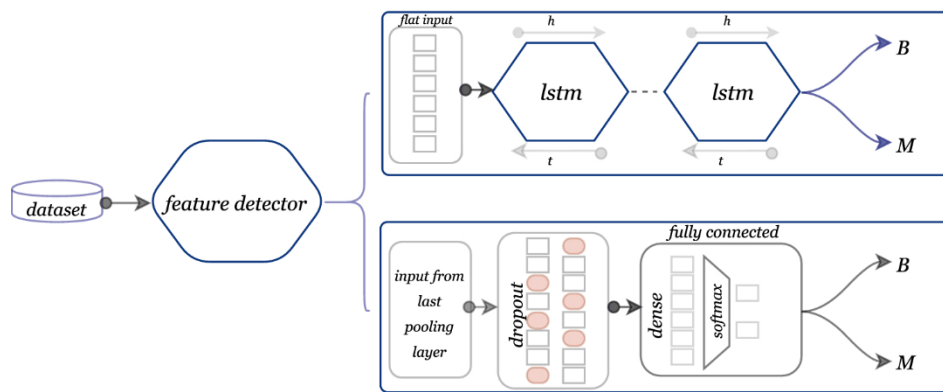 dataset
feature detector
flat input
h
lstm
t
h
lstm
t
B
M
input from
last
pooling
layer
dropout
fully connected
dense
softmax
B
M